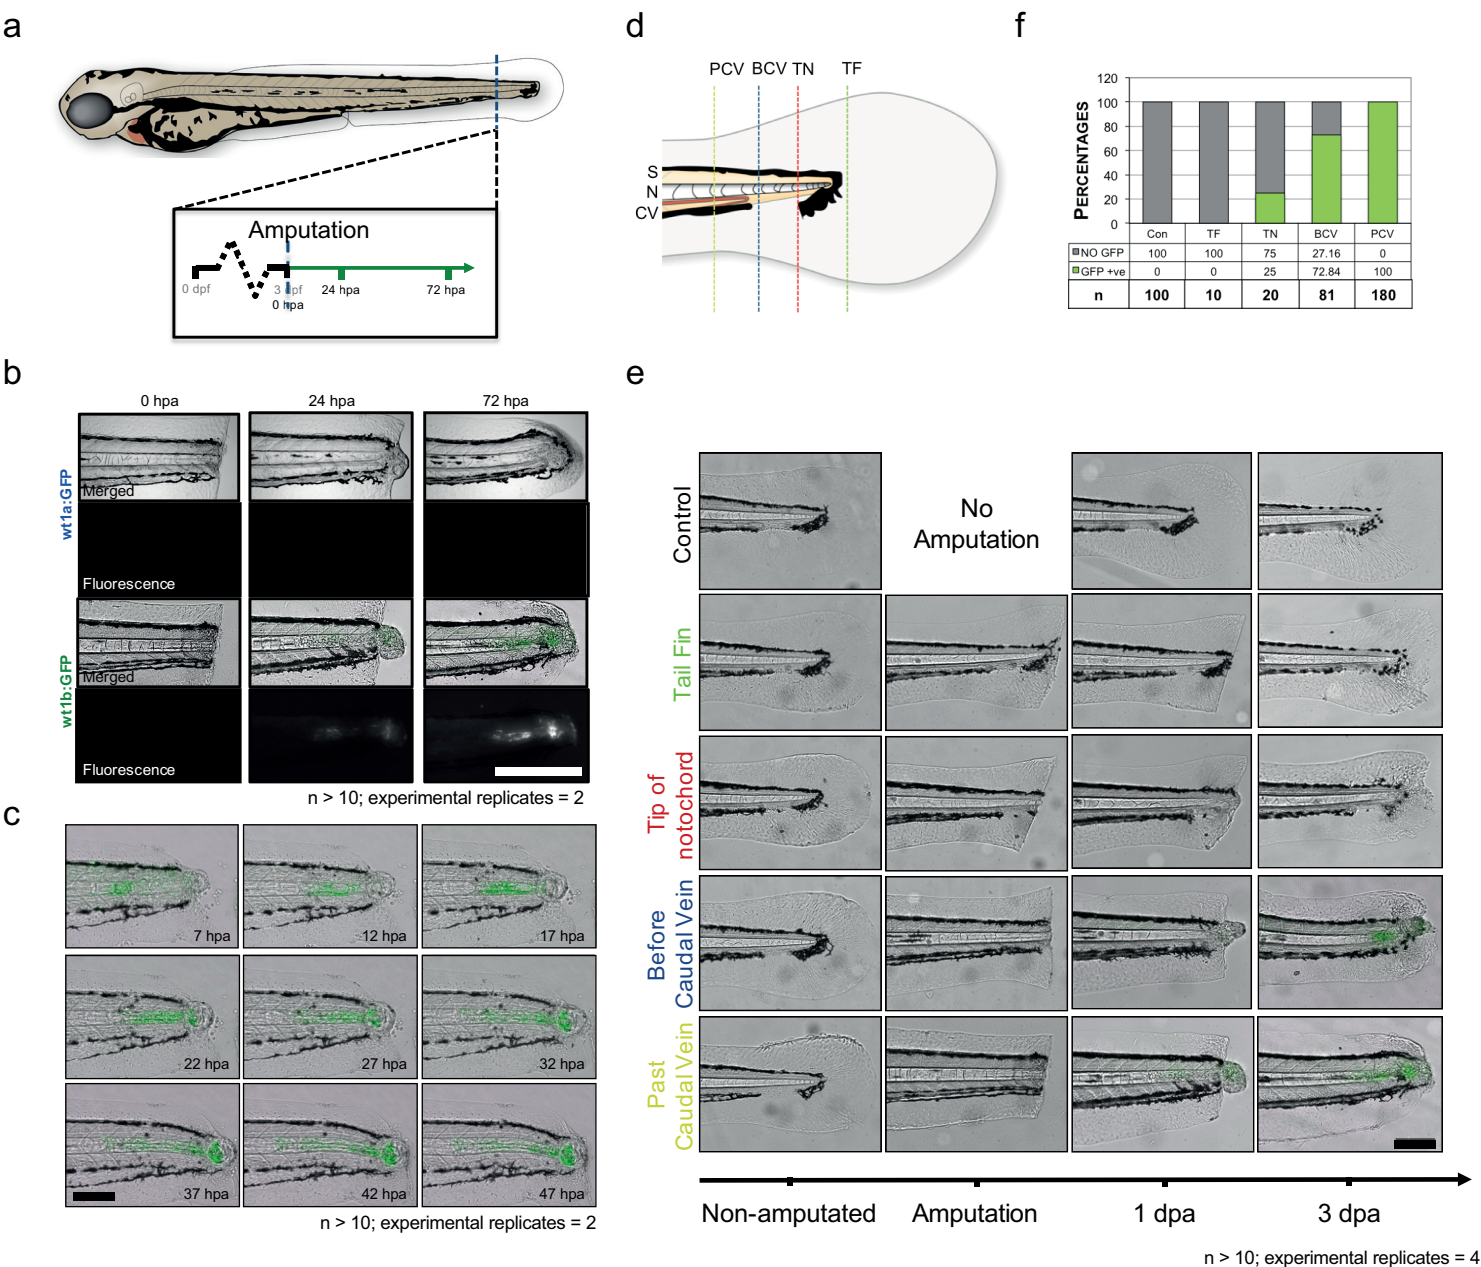 a
Amputation
0 dpf
3 dpf
0 hpa
24 hpa
72 hpa
b
0 hpa
24 hpa
72 hpa
wt1a:GFP
Merged
Fluorescence
wt1b:GFP
Merged
Fluorescence
n > 10; experimental replicates = 2
c
7 hpa
12 hpa
17 hpa
22 hpa
27 hpa
32 hpa
37 hpa
42 hpa
47 hpa
n > 10; experimental replicates = 2
d
PCV BCV TN TF
S
N
CV
e
Control
No
Amputation
Tail Fin
Tip of
notochord
Before
Caudal Vein
Past
Caudal Vein
Non-amputated
Amputation
1 dpa
3 dpa
n > 10; experimental replicates = 4
f
PERCENTAGES
120
100
80
60
40
20
0
Con TF TN BCV PCV
NO GFP 100 100 75 27.16 0
GFP +ve 0 0 25 72.84 100
n 100 10 20 81 180